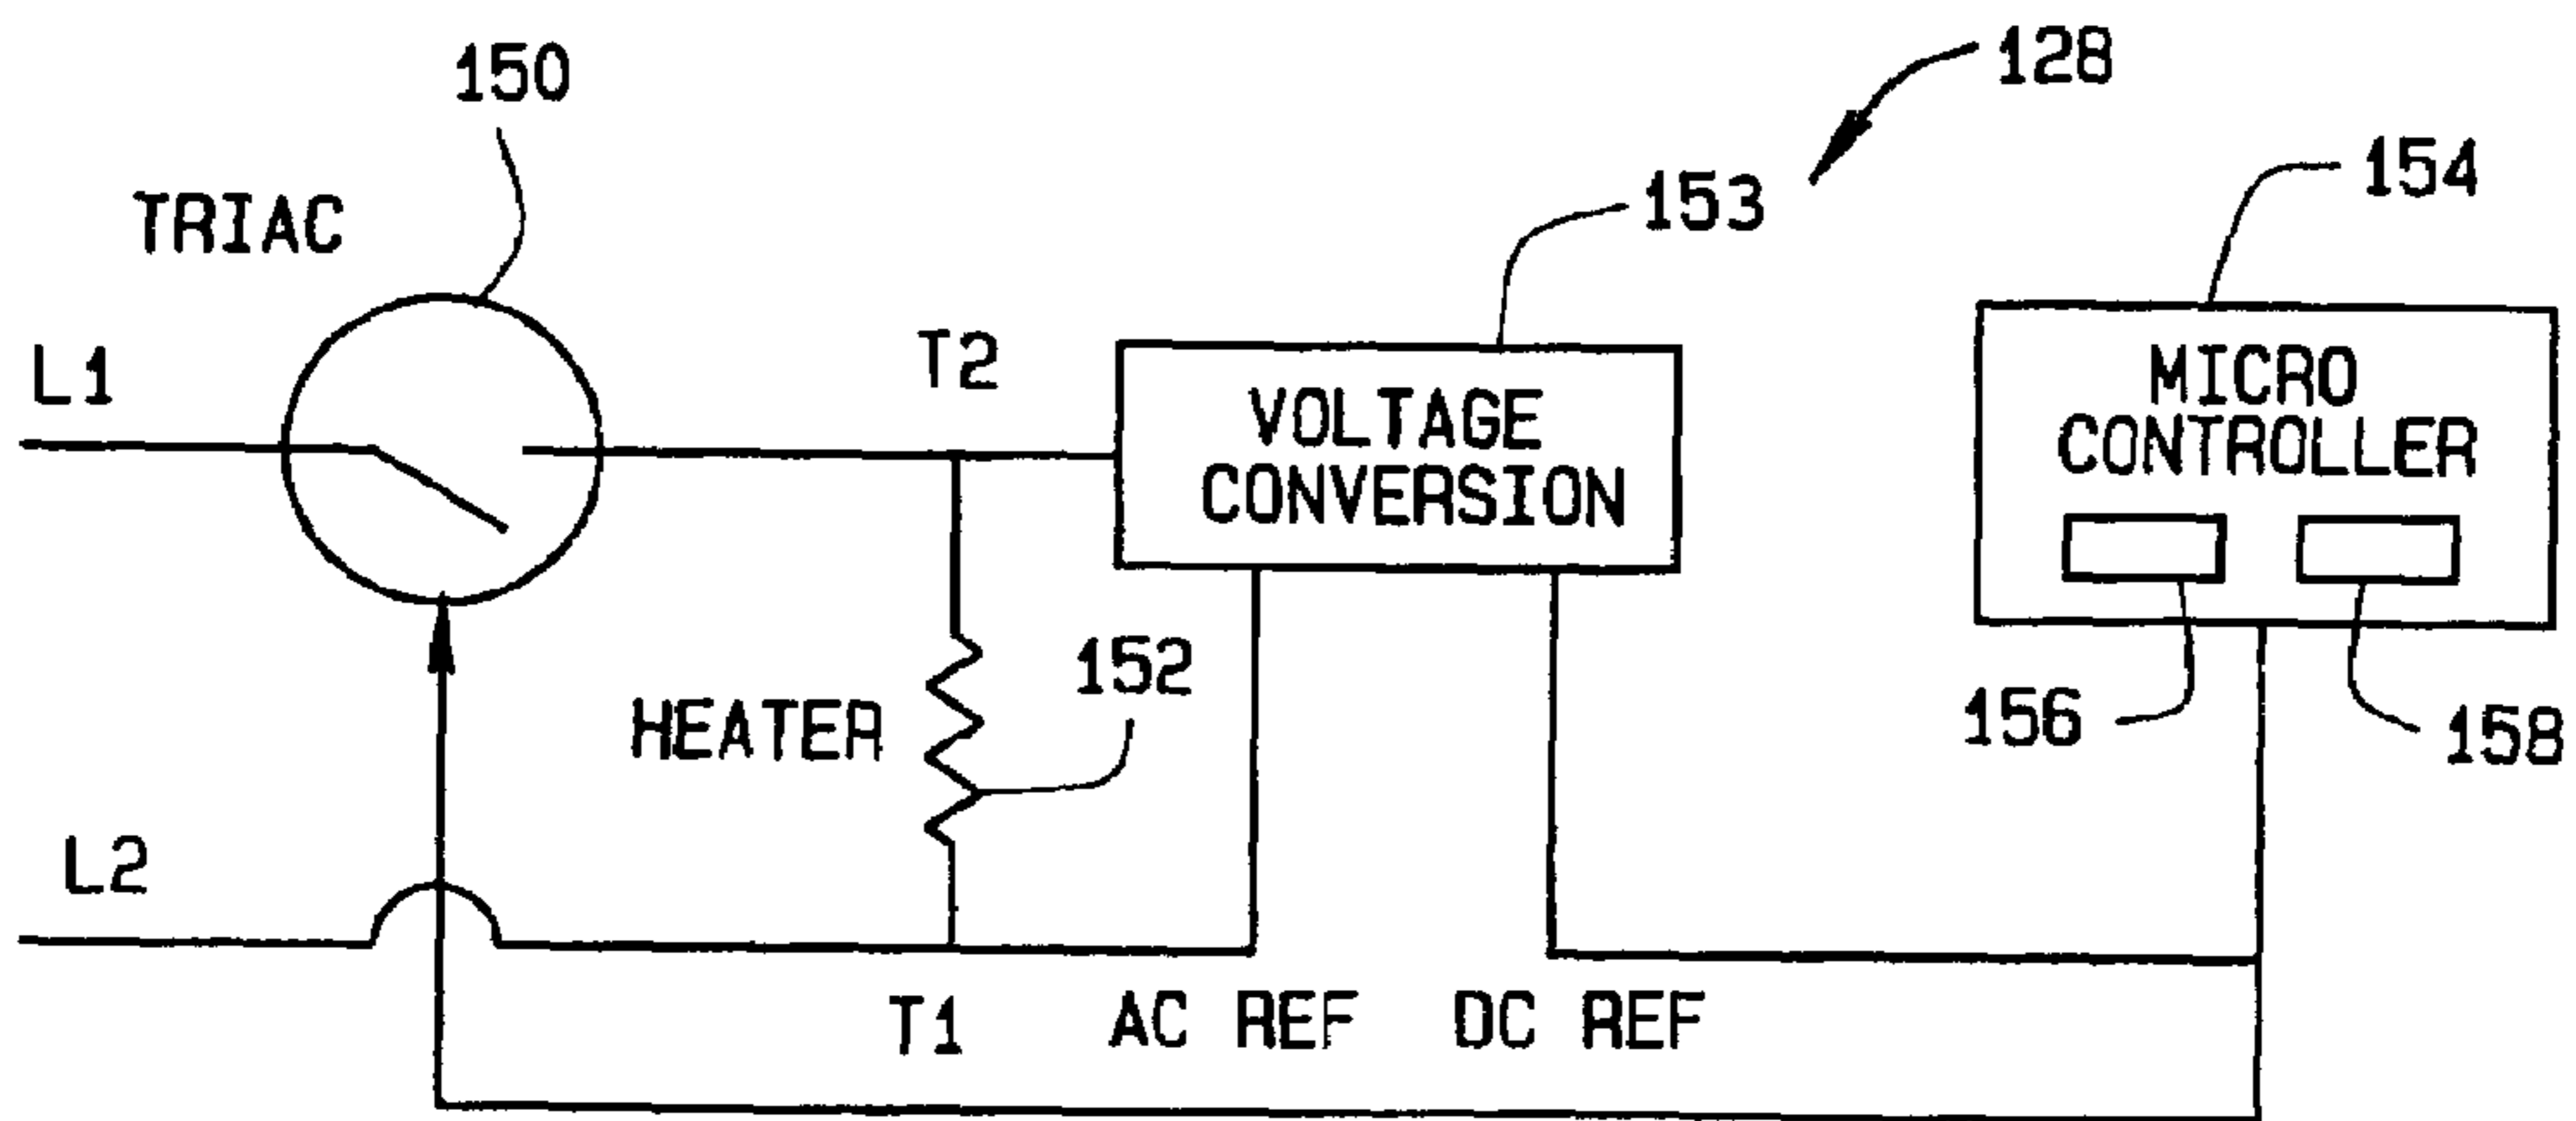 128
150
154
153
TRIAC
L1
T2
VOLTAGE
CONVERSION
MICRO
CONTROLLER
152
HEATER
156
158
L2
T1
AC REF
DC REF